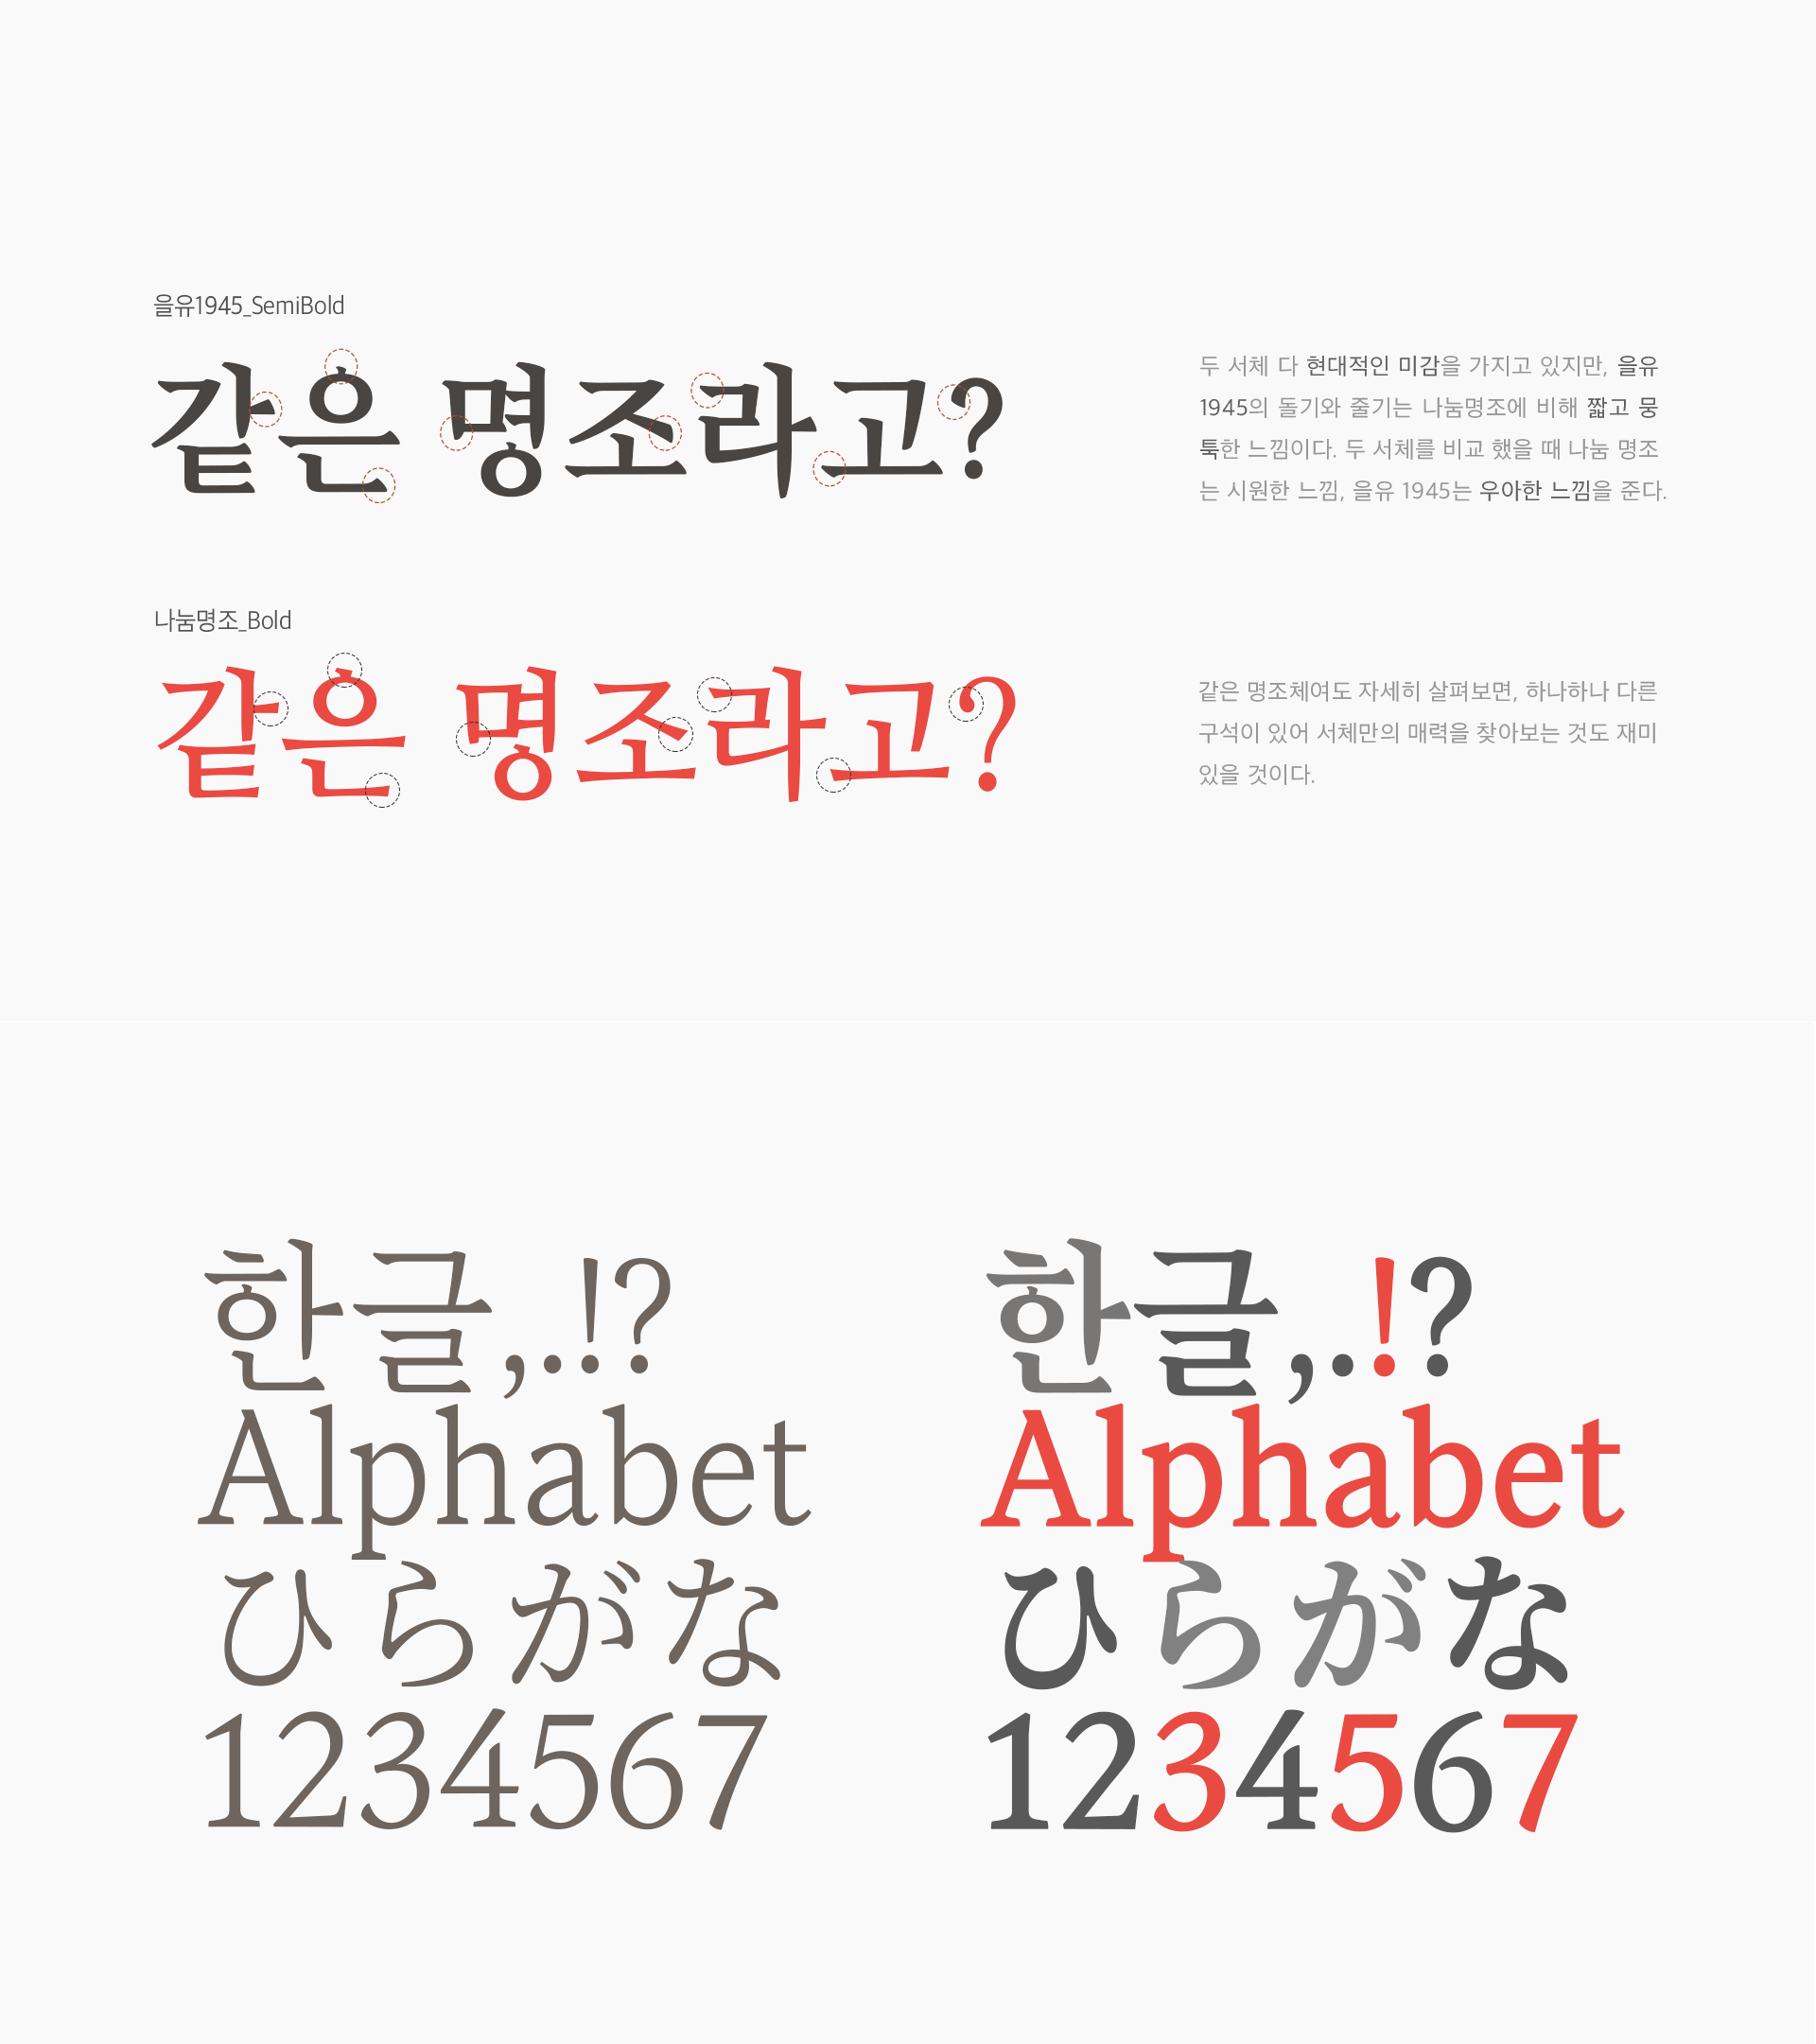 을유1945_SemiBold
같은 명조라고?
두 서체 다 현대적인 미감을 가지고 있지만, 을유
1945의 돌기와 줄기는 나눔명조에 비해 짧고 뭉
툭한 느낌이다. 두 서체를 비교 했을 때 나눔 명조
는 시원한 느낌, 을유 1945는 우아한 느낌을 준다.
나눔명조_Bold
같은 명조라고?
같은 명조체여도 자세히 살펴보면, 하나하나 다른
구석이 있어 서체만의 매력을 찾아보는 것도 재미
있을 것이다.
한글,.!?
Alphabet
ひらがな
1234567
한글,.!?
Alphabet
ひらがな
1234567